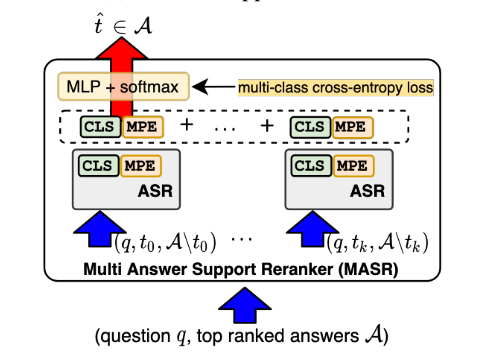 t̂ ∈ 𝒜
MLP + softmax
multi-class cross-entropy loss
CLS MPE + ... + CLS MPE
CLS MPE CLS MPE
ASR ASR
(q, t₀, 𝒜\t₀) ... (q, tₖ, 𝒜\tₖ)
Multi Answer Support Reranker (MASR)
(question q, top ranked answers 𝒜)